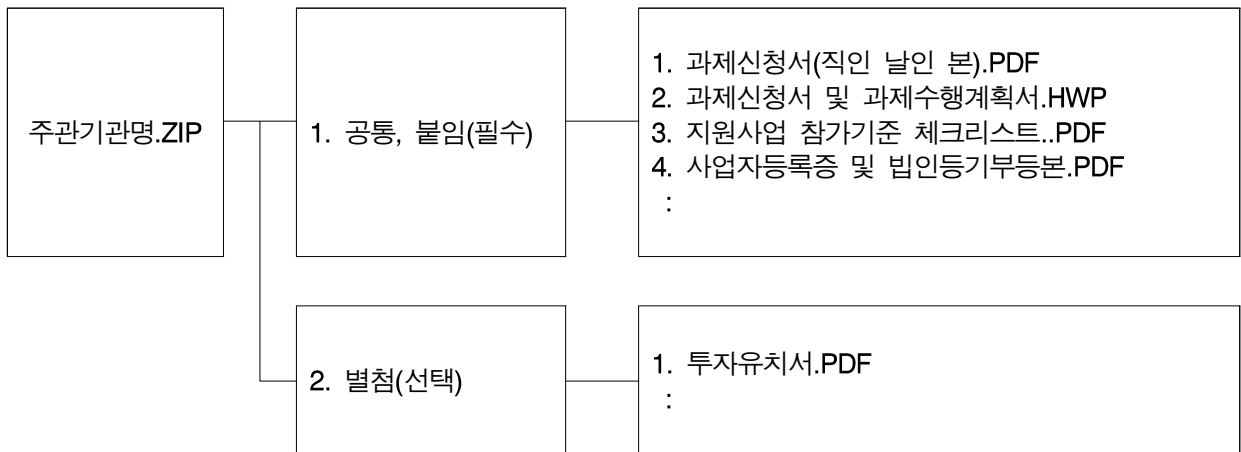 주관기관명.ZIP
1. 공통, 붙임(필수)
1. 과제신청서(직인 날인 본).PDF
2. 과제신청서 및 과제수행계획서.HWP
3. 지원사업 참가기준 체크리스트..PDF
4. 사업자등록증 및 법인등기부등본.PDF
:
2. 별첨(선택)
1. 투자유치서.PDF
: